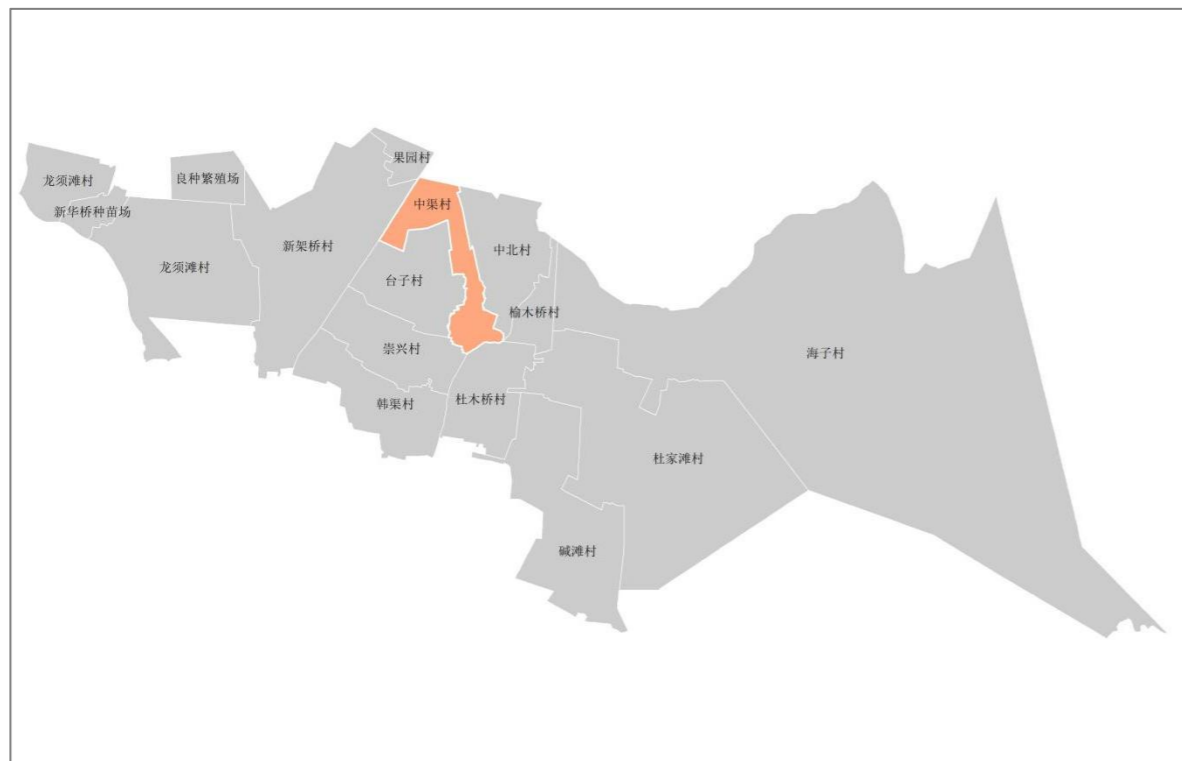 果园村
龙须滩村
良种繁殖场
中渠村
新华桥种苗场
新架桥村
中北村
龙须滩村
台子村
榆木桥村
崇兴村
海子村
韩渠村
杜木桥村
杜家滩村
碱滩村